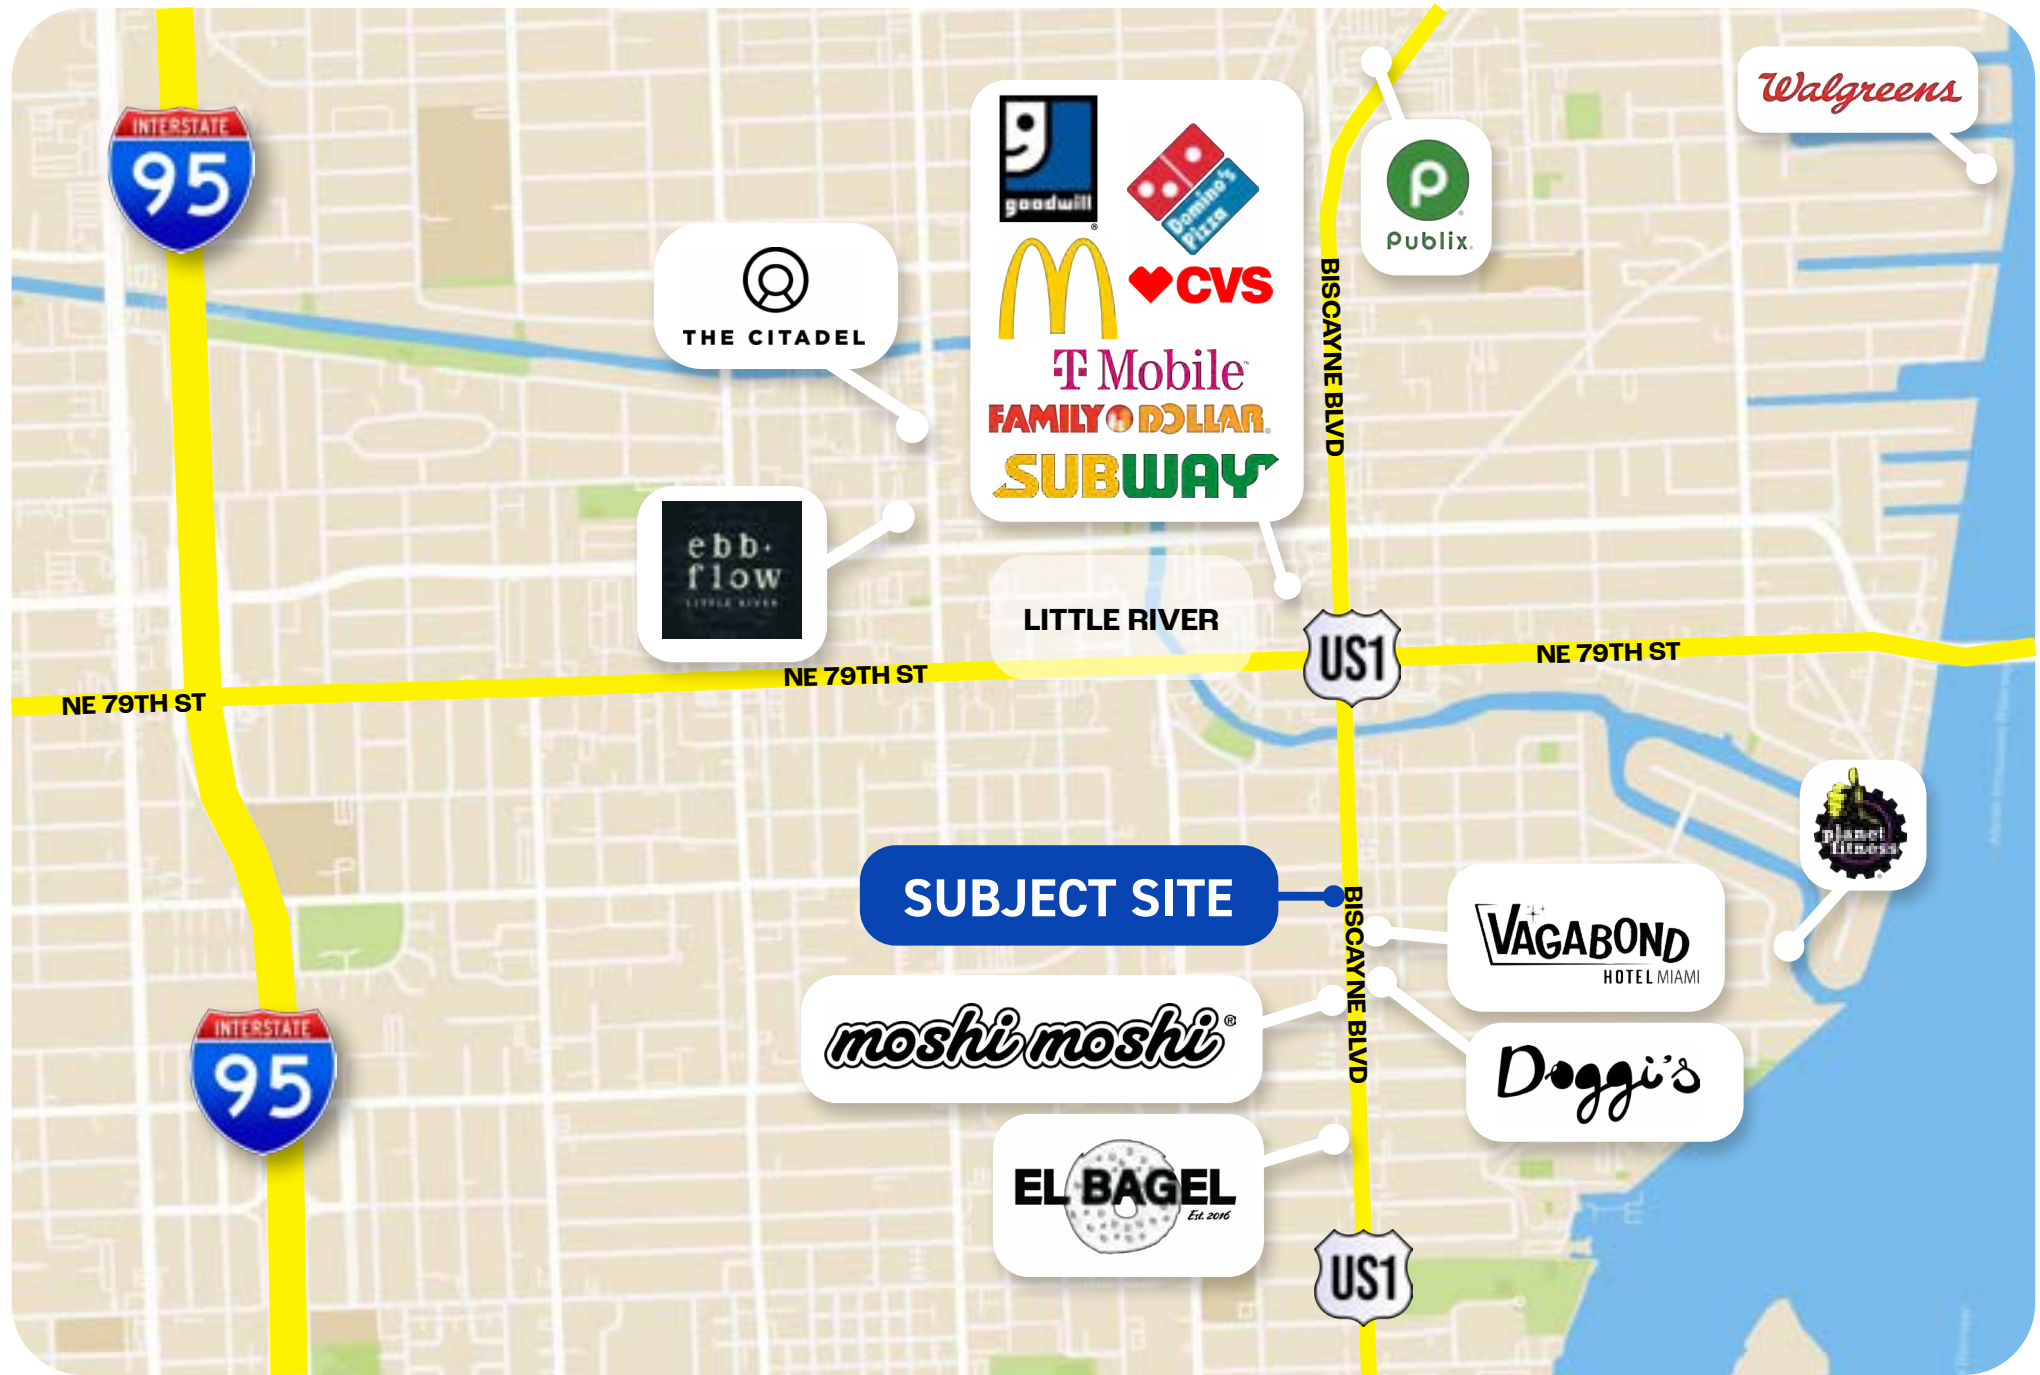 INTERSTATE
95
Walgreens
goodwill
®
Domino's
Pizza
Publix.
THE CITADEL
CVS
BISCAYNE BLVD
T Mobile
FAMILY DOLLAR®
SUBWAY
ebb+
flow
LITTLE RIVER
LITTLE RIVER
US1
NE 79TH ST
NE 79TH ST
NE 79TH ST
planet
fitness
SUBJECT SITE
BISCAYNE BLVD
VAGABOND
HOTEL MIAMI
INTERSTATE
95
moshi moshi®
Doggi's
EL BAGEL
Est. 2016
US1